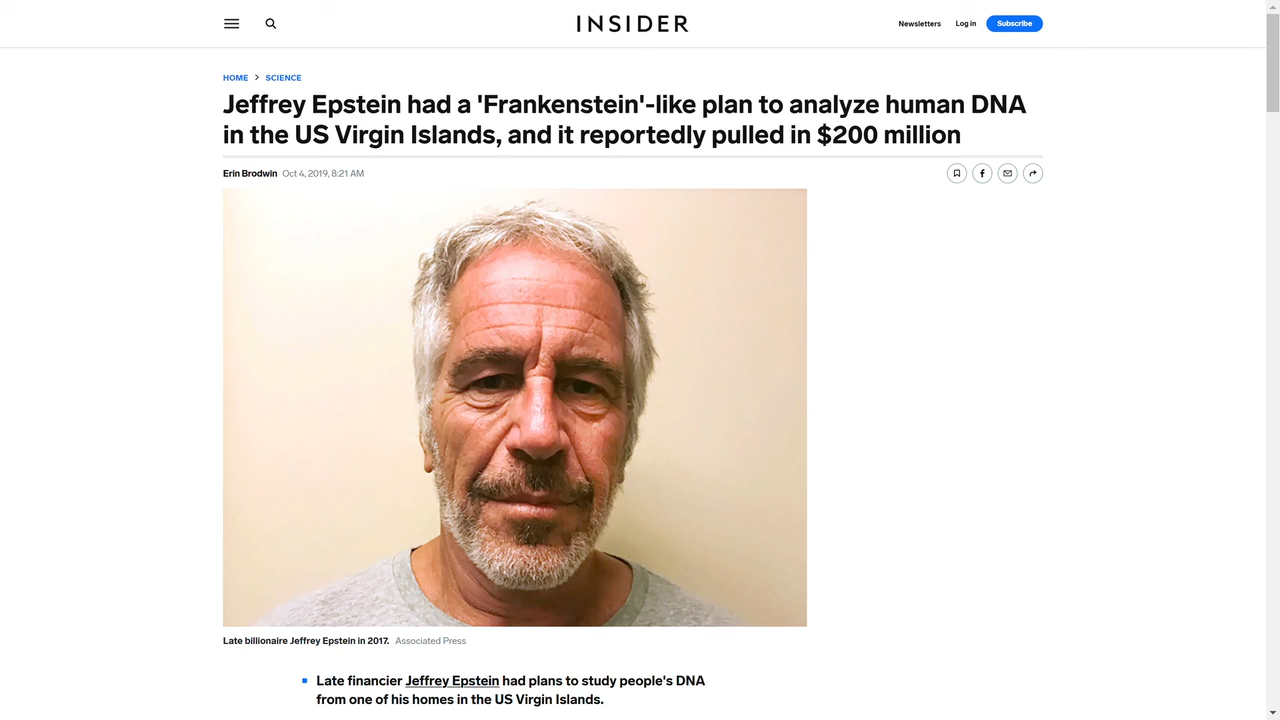 INSIDER
Newsletters
Log in
Subscribe
HOME > SCIENCE
Jeffrey Epstein had a 'Frankenstein'-like plan to analyze human DNA
in the US Virgin Islands, and it reportedly pulled in $200 million
Erin Brodwin Oct 4, 2019, 8:21 AM
Late billionaire Jeffrey Epstein in 2017. Associated Press
Late financier Jeffrey Epstein had plans to study people's DNA
from one of his homes in the US Virgin Islands.